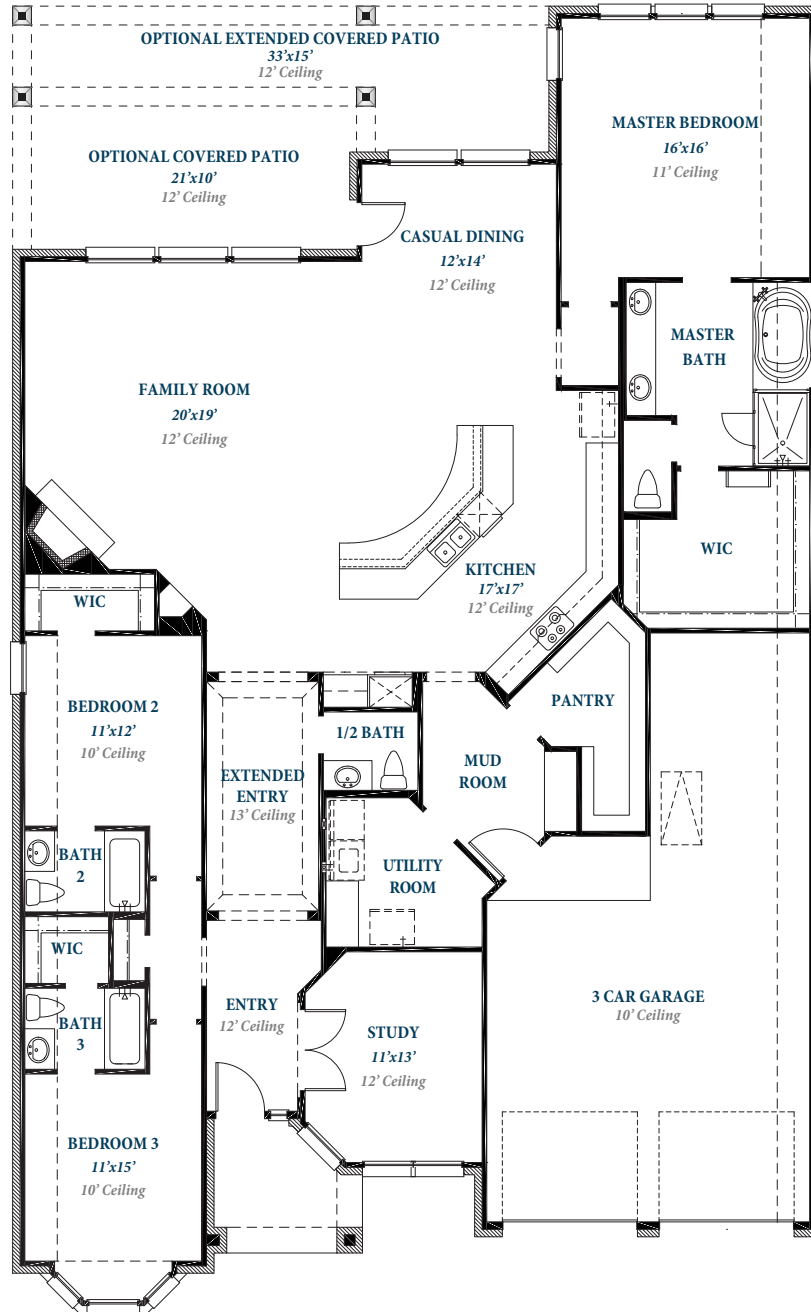 OPTIONAL EXTENDED COVERED PATIO
33'x15'
12' Ceiling
MASTER BEDROOM
16'x16'
11' Ceiling
OPTIONAL COVERED PATIO
21'x10'
12' Ceiling
CASUAL DINING
12'x14'
12' Ceiling
MASTER
BATH
FAMILY ROOM
20'x19'
12' Ceiling
WIC
KITCHEN
17'x17'
12' Ceiling
WIC
BEDROOM 2
11'x12'
10' Ceiling
PANTRY
1/2 BATH
MUD
ROOM
EXTENDED
ENTRY
13' Ceiling
BATH
2
UTILITY
ROOM
WIC
ENTRY
12' Ceiling
3 CAR GARAGE
10' Ceiling
BATH
3
STUDY
11'x13'
12' Ceiling
BEDROOM 3
11'x15'
10' Ceiling